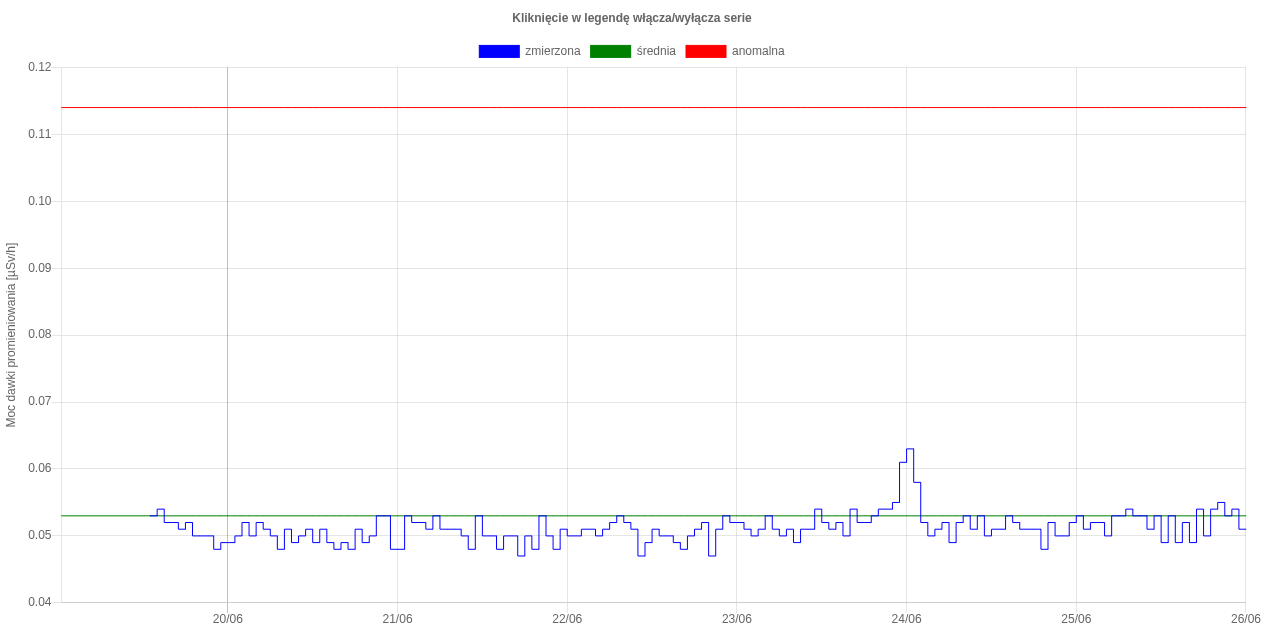 Kliknięcie w legendę włącza/wyłącza serie
zmierzona średnia anomalna
Moc dawki promieniowania [µSv/h]
0.12
0.11
0.10
0.09
0.08
0.07
0.06
0.05
0.04
20/06 21/06 22/06 23/06 24/06 25/06 26/06